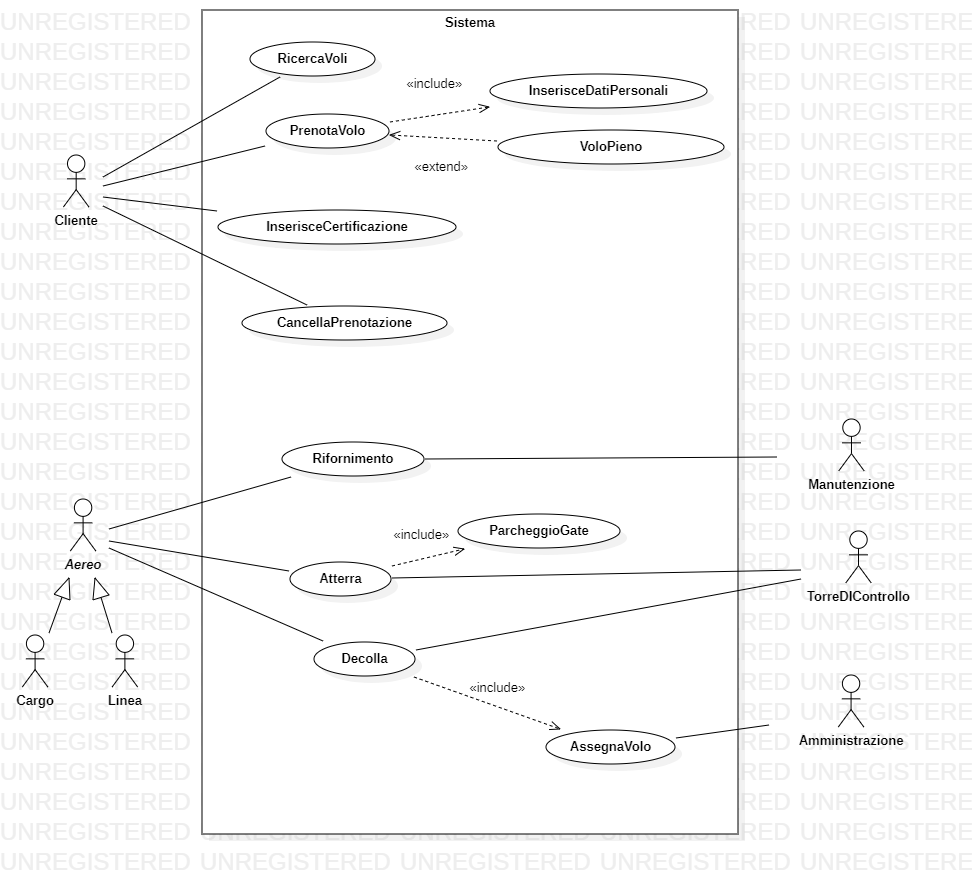 Sistema
RicercaVoli
«include»
InserisceDatiPersonali
PrenotaVolo
VoloPieno
«extend»
Cliente
InserisceCertificazione
CancellaPrenotazione
Rifornimento
Manutenzione
«include»
ParcheggioGate
Aereo
Atterra
TorreDIControllo
Decolla
«include»
Cargo
Linea
AssegnaVolo
Amministrazione
UNREGISTERED UNREGISTERED UNREGISTERED UNREGISTERED